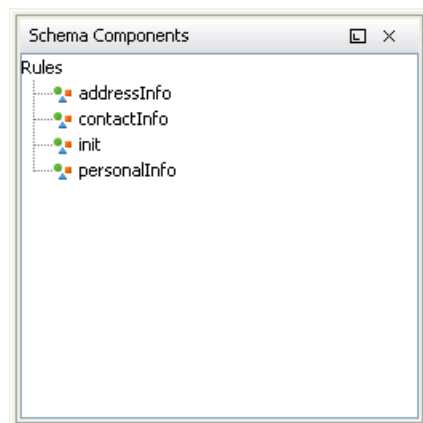 Schema Components
Rules
addressInfo
contactInfo
init
personalInfo